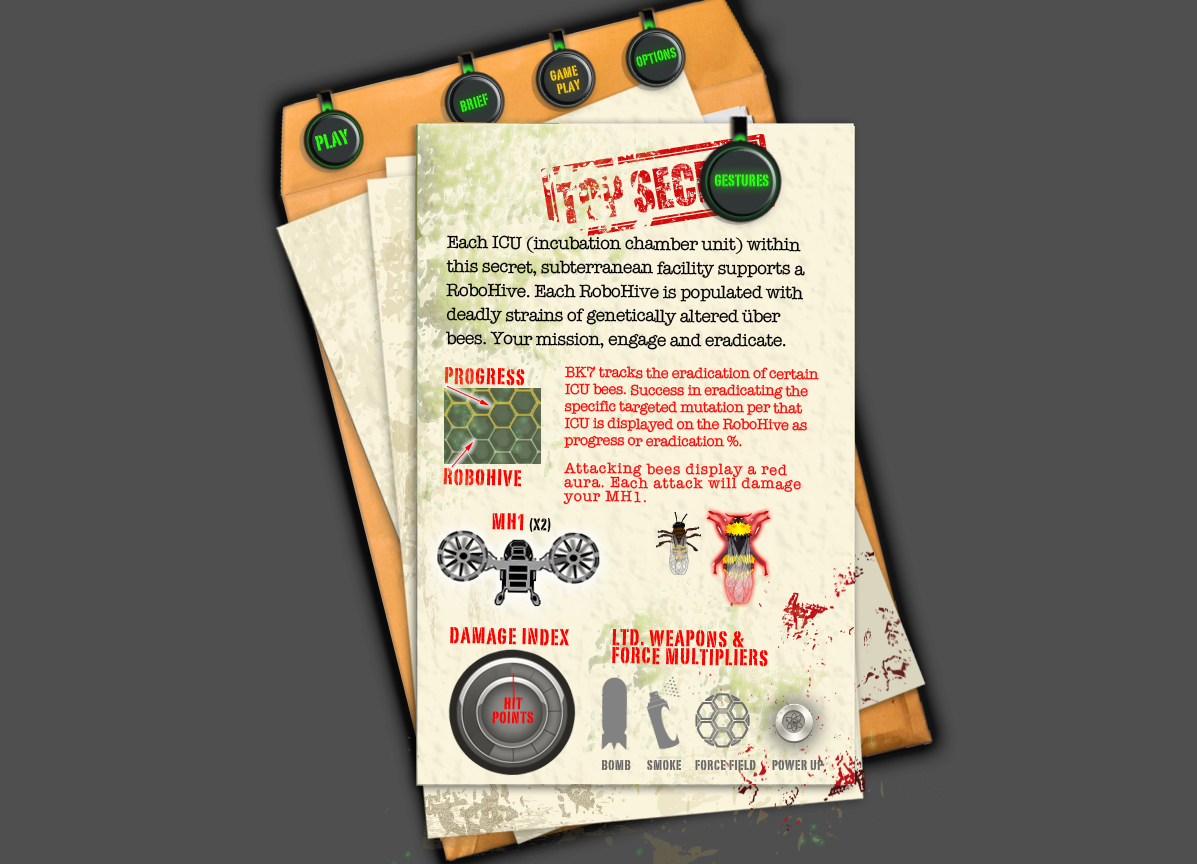 OPTIONS
GAME
PLAY
BRIEF
PLAY
TOP SEC
GESTURES
Each ICU (incubation chamber unit) within
this secret, subterranean facility supports a
RoboHive. Each RoboHive is populated with
deadly strains of genetically altered über
bees. Your mission, engage and eradicate.
PROGRESS
ROBOHIVE
BK7 tracks the eradication of certain
ICU bees. Success in eradicating the
specific targeted mutation per that
ICU is displayed on the RoboHive as
progress or eradication %.
Attacking bees display a red
aura. Each attack will damage
your MH1.
MH1 (X2)
DAMAGE INDEX
HIT
POINTS
LTD. WEAPONS &
FORCE MULTIPLIERS
BOMB SMOKE FORCE FIELD POWER UP